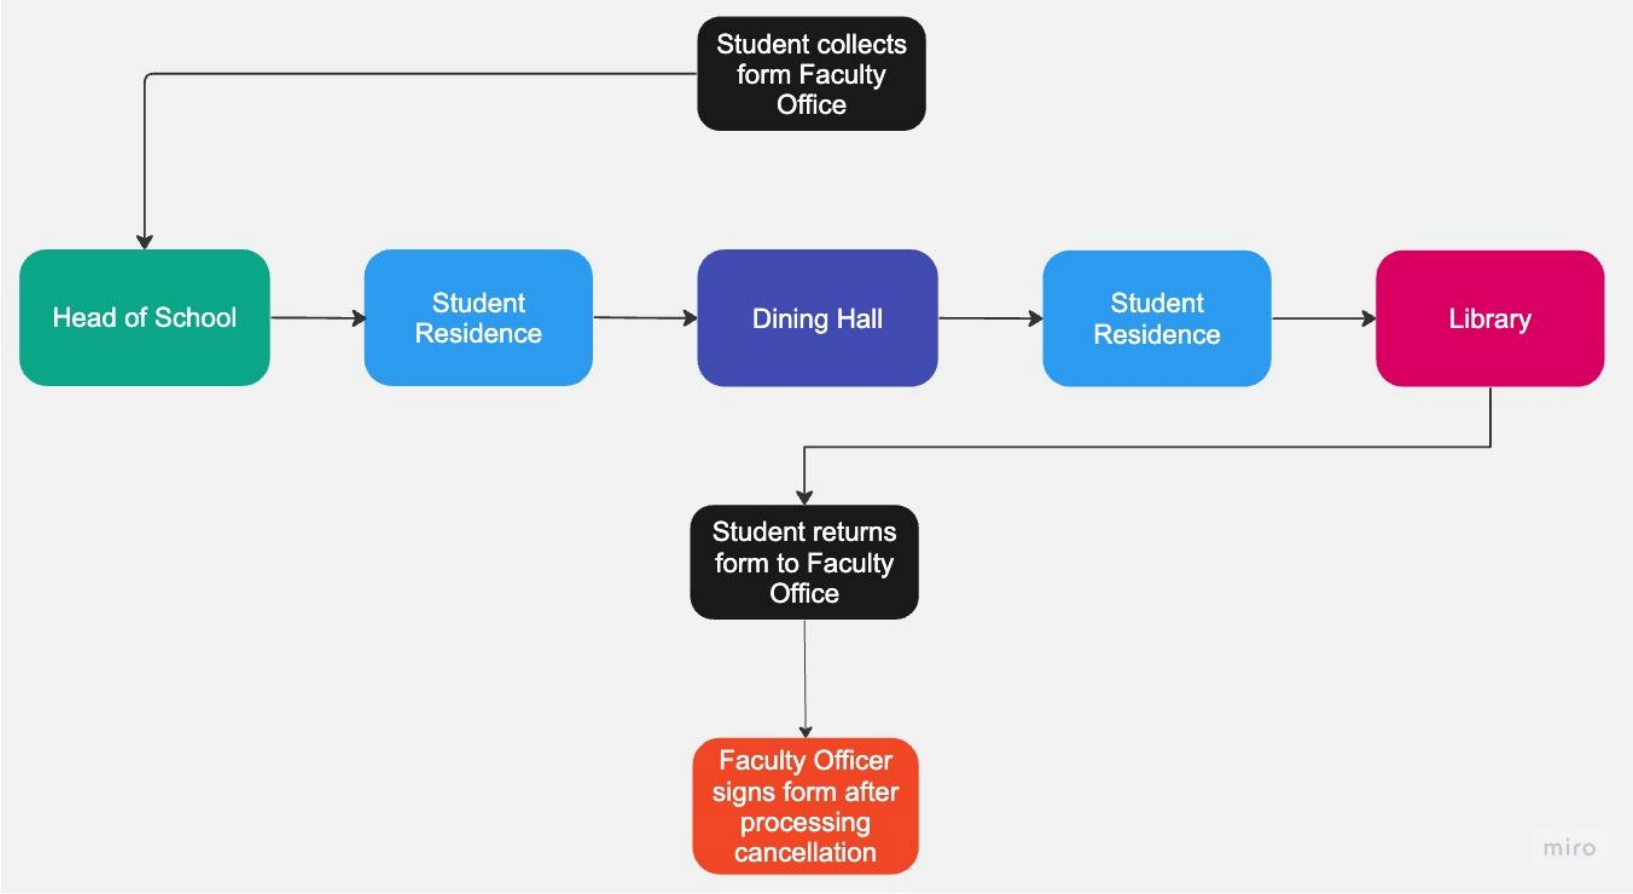 Student collects
form Faculty
Office
Head of School
Student
Residence
Dining Hall
Student
Residence
Library
Student returns
form to Faculty
Office
Faculty Officer
signs form after
processing
cancellation
miro